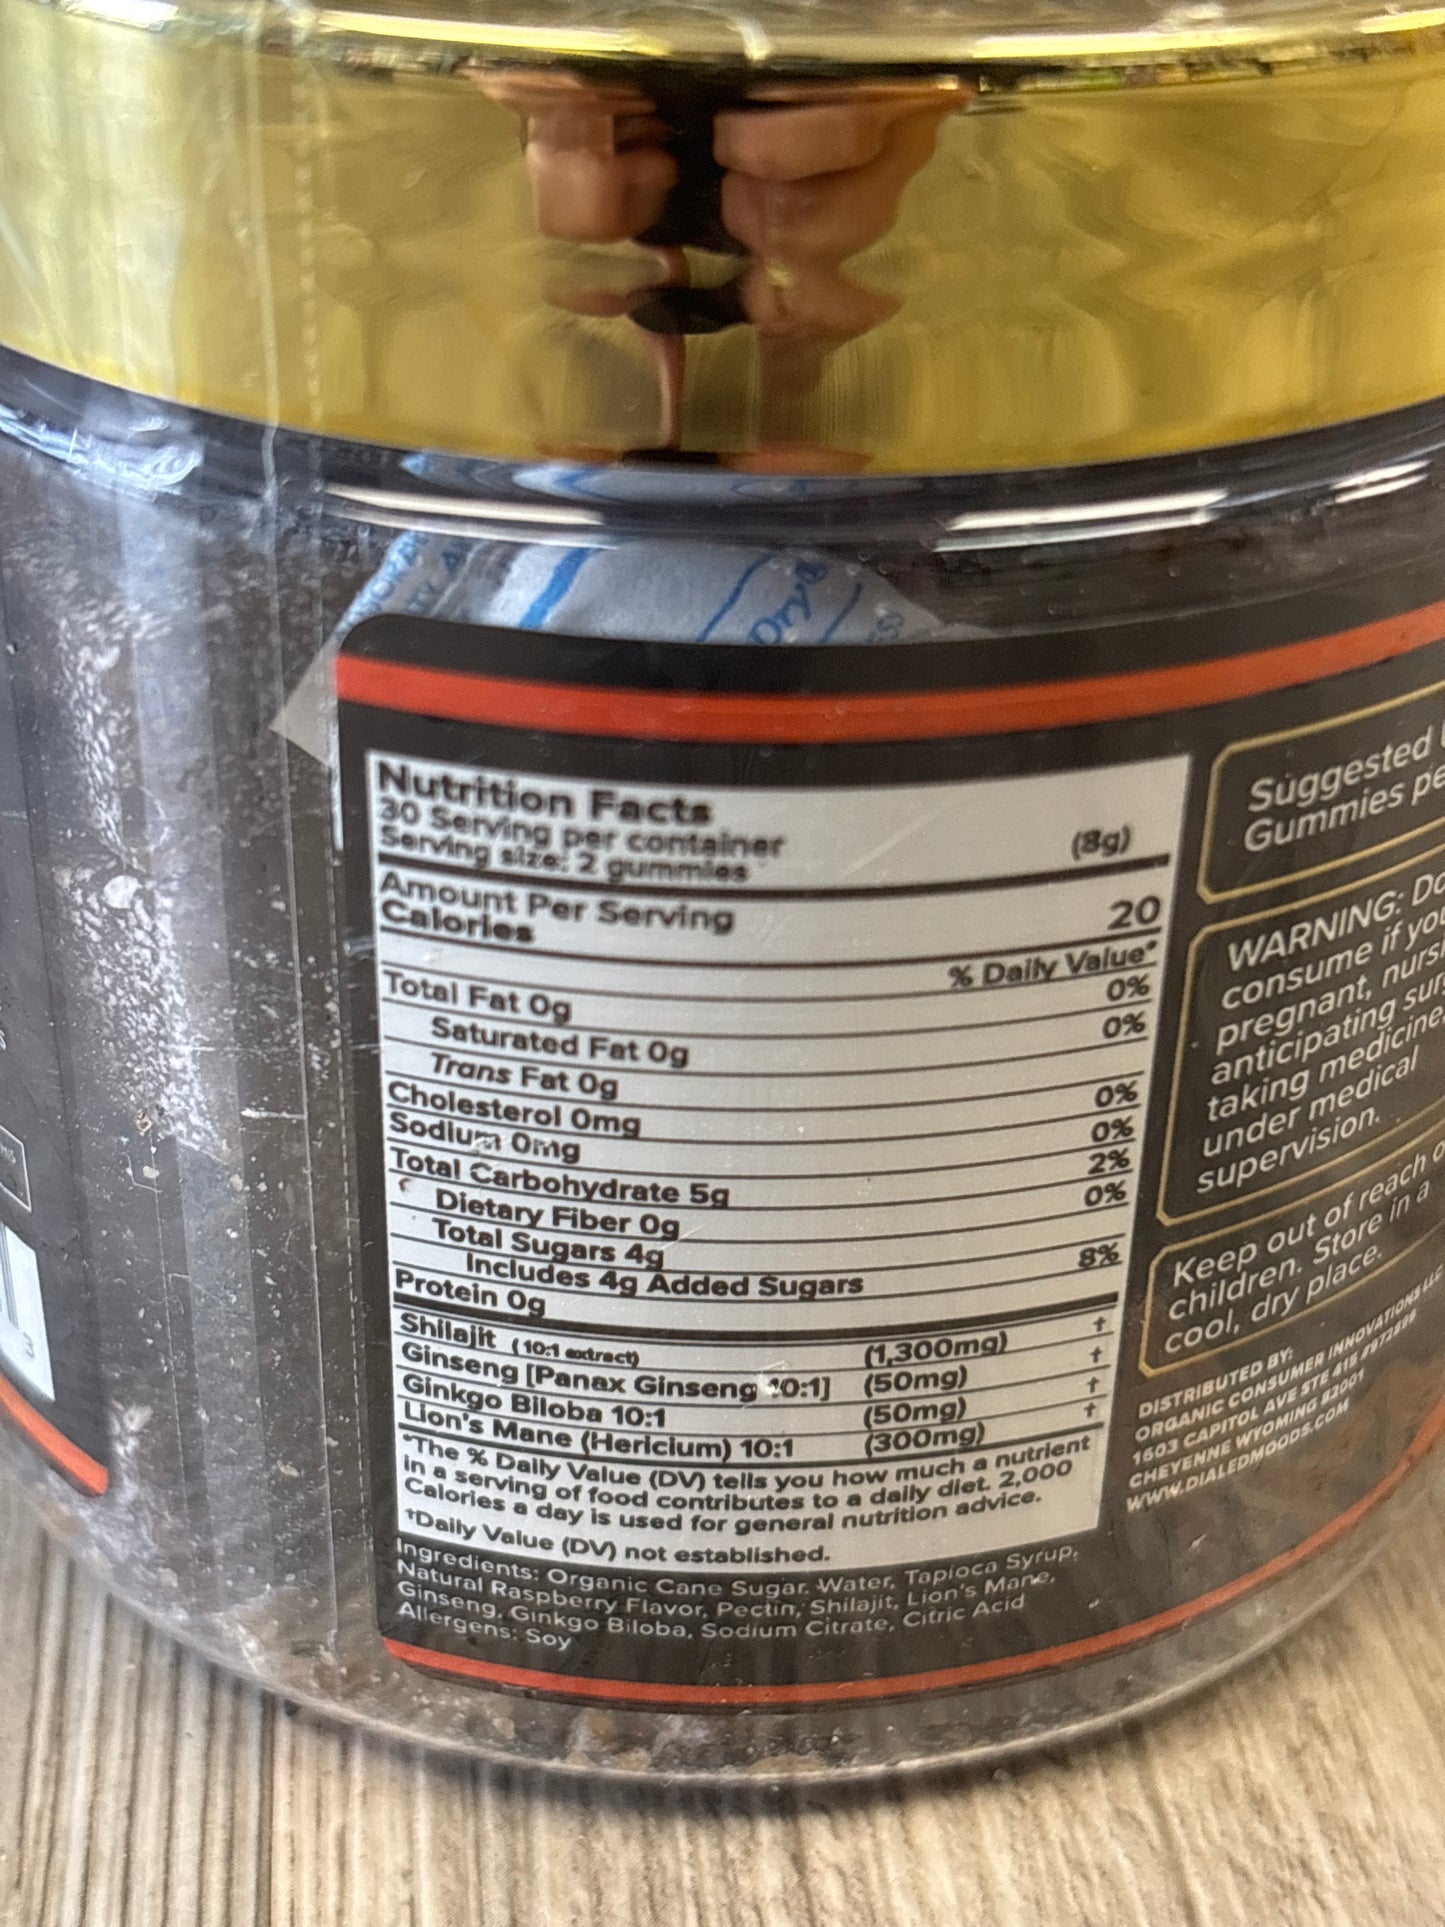 Dry®
Nutrition Facts
30 Serving per container
Serving size: 2 gummies (8g)
Amount Per Serving
Calories 20
% Daily Value*
Total Fat 0g 0%
Saturated Fat 0g 0%
Trans Fat 0g
Cholesterol 0mg 0%
Sodium 0mg 0%
Total Carbohydrate 5g 2%
Dietary Fiber 0g 0%
Total Sugars 4g
Includes 4g Added Sugars 8%
Protein 0g
Shilajit (10:1 extract) (1,300mg) †
Ginseng [Panax Ginseng 10:1] (50mg) †
Ginkgo Biloba 10:1 (50mg) †
Lion's Mane (Hericium) 10:1 (300mg) †
*The % Daily Value (DV) tells you how much a nutrient
in a serving of food contributes to a daily diet. 2,000
Calories a day is used for general nutrition advice.
†Daily Value (DV) not established.
Ingredients: Organic Cane Sugar. Water, Tapioca Syrup,
Natural Raspberry Flavor, Pectin, Shilajit, Lion's Mane,
Ginseng, Ginkgo Biloba, Sodium Citrate, Citric Acid
Allergens: Soy
Suggested
Gummies pe
WARNING: Do
consume if you
pregnant, nursi
anticipating sur
taking medicine
under medical
supervision.
Keep out of reach o
children. Store in a
cool, dry place.
DISTRIBUTED BY:
ORGANIC CONSUMER INNOVATIONS LLC
1603 CAPITOL AVE STE 415
CHEYENNE WYOMING 82001
WWW.DIALEDMOODS.COM
3